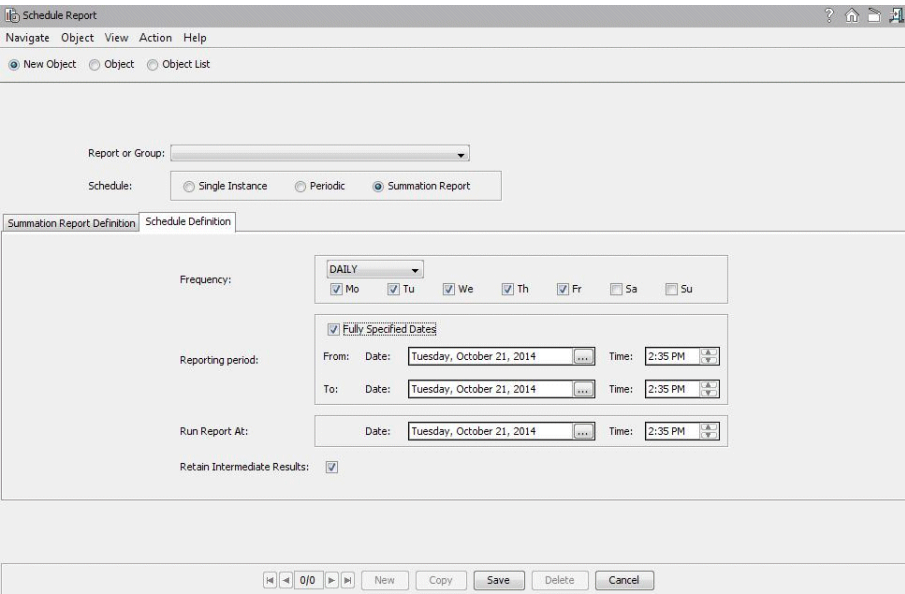 Schedule Report
Navigate Object View Action Help
New Object Object Object List
Report or Group:
Schedule: Single Instance Periodic Summation Report
Summation Report Definition Schedule Definition
Frequency: DAILY
Mo Tu We Th Fr Sa Su
Fully Specified Dates
Reporting period: From: Date: Tuesday, October 21, 2014 ... Time: 2:35 PM
To: Date: Tuesday, October 21, 2014 ... Time: 2:35 PM
Run Report At: Date: Tuesday, October 21, 2014 ... Time: 2:35 PM
Retain Intermediate Results:
0/0 New Copy Save Delete Cancel